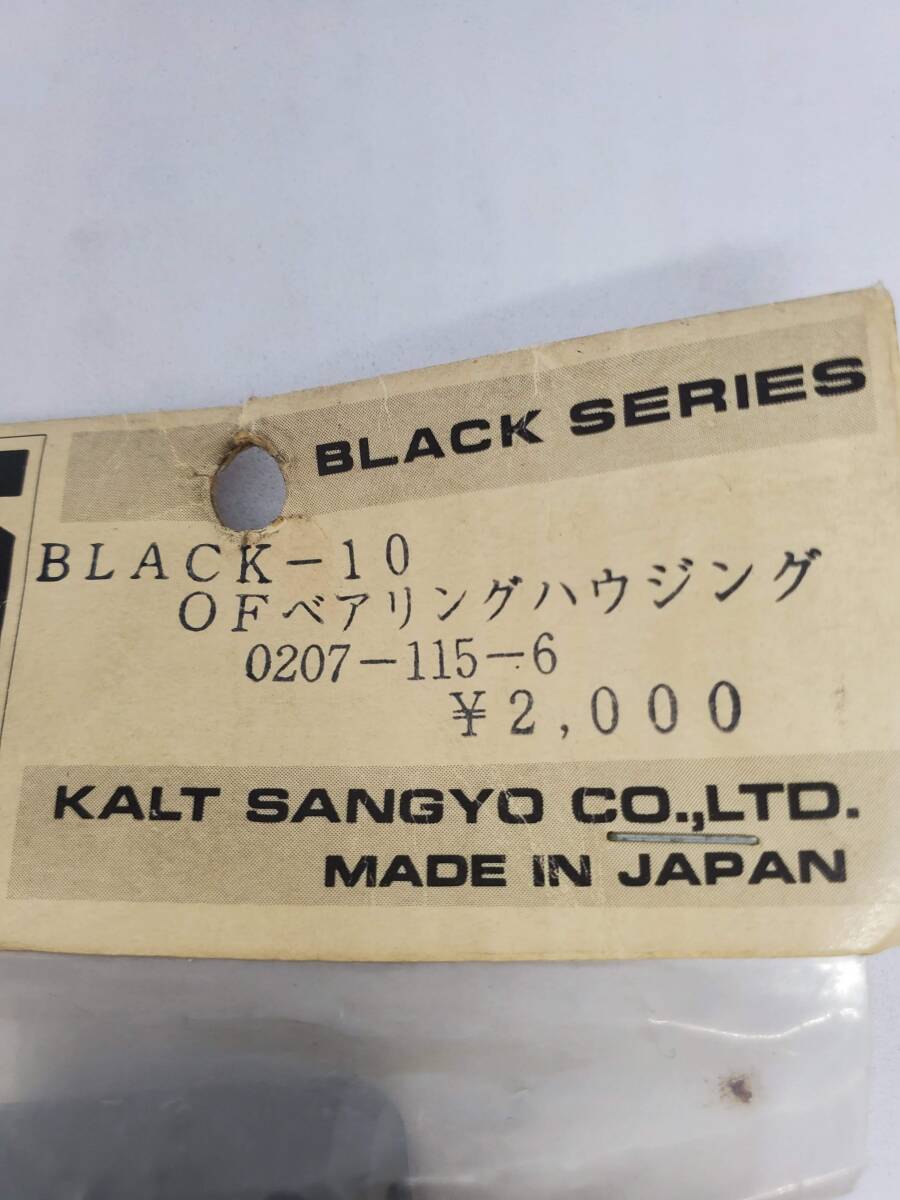 BLACK SERIES
BLACK-10
OFベアリングハウジング
0207-115-6
¥2,000
KALT SANGYO CO.,LTD.
MADE IN JAPAN